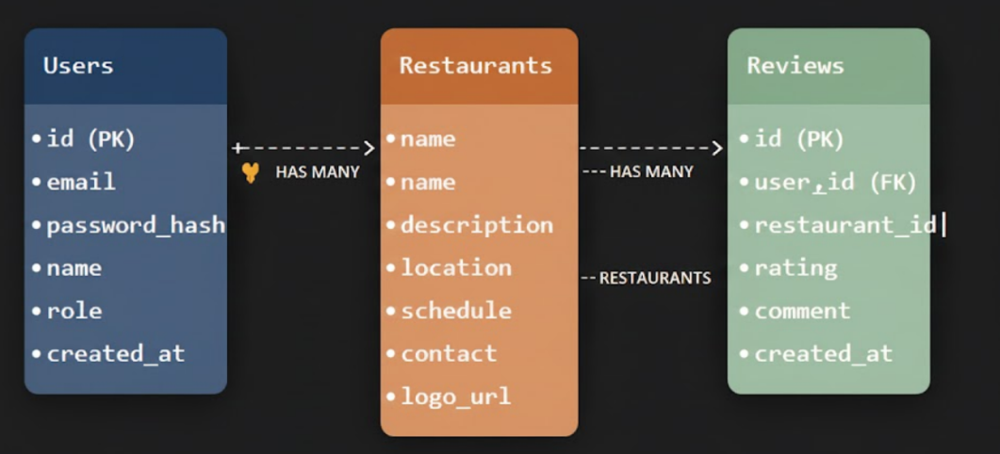 Users
• id (PK)
• email
• password_hash
• name
• role
• created_at
HAS MANY
Restaurants
• name
• name
• description
• location
• schedule
• contact
• logo_url
--- HAS MANY
-- RESTAURANTS
Reviews
• id (PK)
• user_id (FK)
• restaurant_id|
• rating
• comment
• created_at